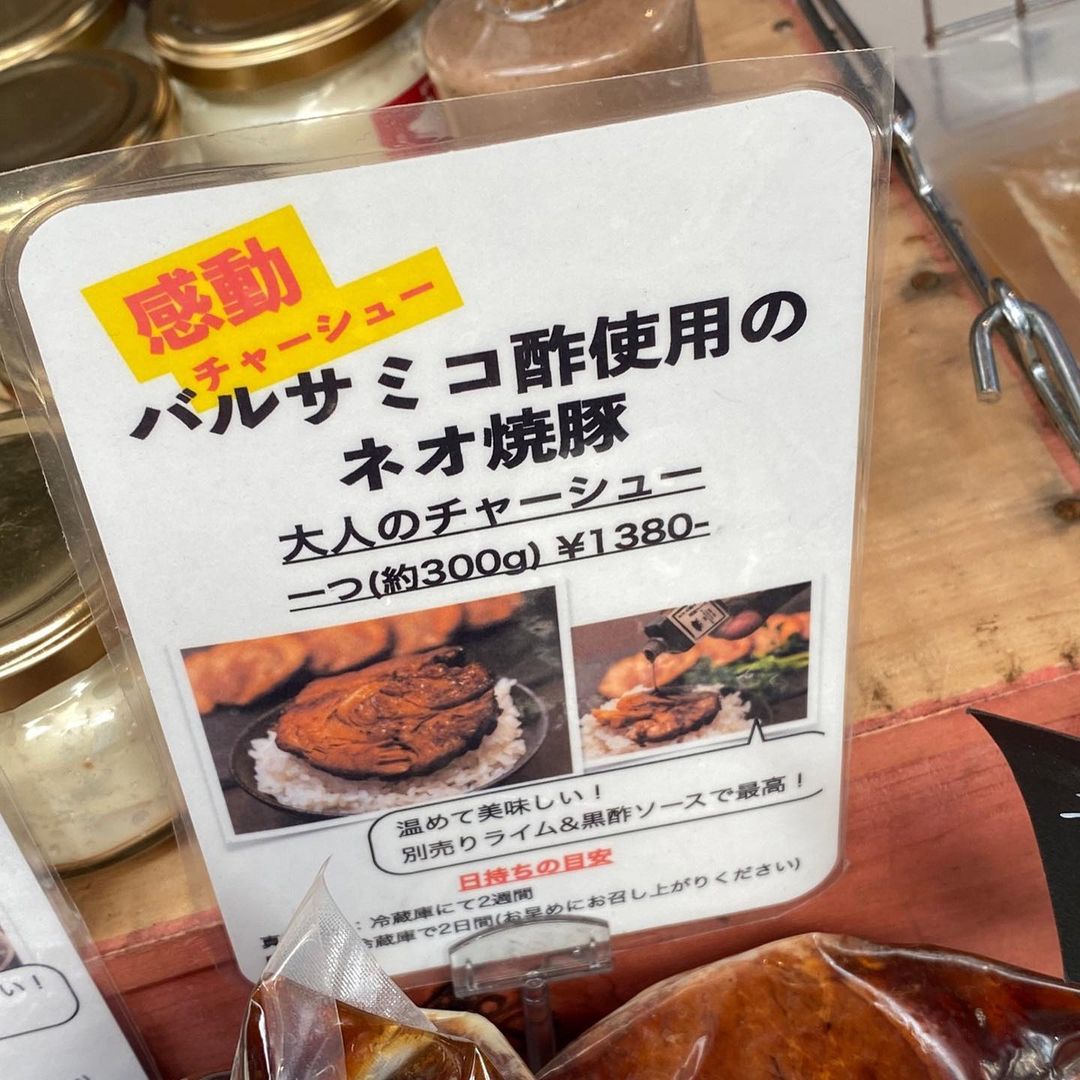 感動
チャーシュー
バルサミコ酢使用の
ネオ焼豚
大人のチャーシュー
一つ(約300g) ¥1380-
温めて美味しい!
別売りライム&黒酢ソースで最高!
日持ちの目安
真 : 冷蔵庫にて2週間
冷蔵庫で2日間(お早めにお召し上がりください)
い!